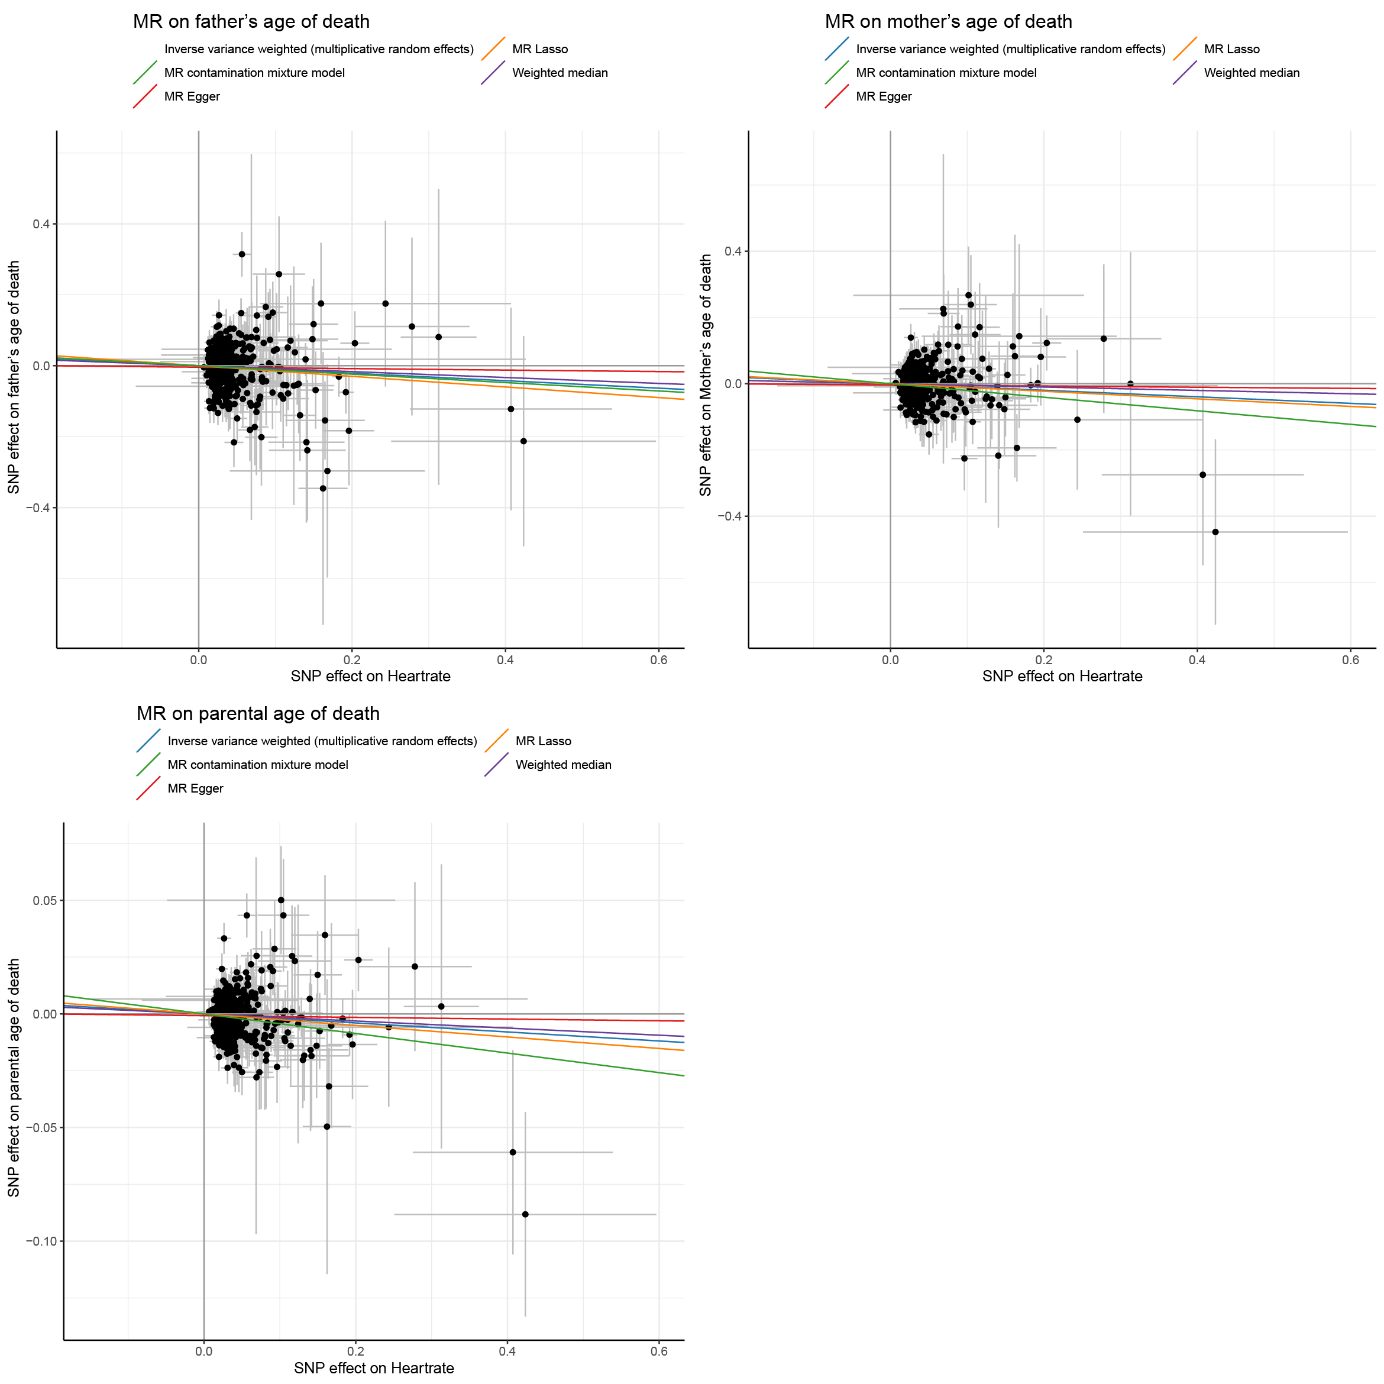 MR on father's age of death
Inverse variance weighted (multiplicative random effects)
MR Lasso
MR contamination mixture model
Weighted median
MR Egger
SNP effect on father's age of death
0.4
0.0
−0.4
0.0
0.2
0.4
0.6
SNP effect on Heartrate
MR on mother's age of death
Inverse variance weighted (multiplicative random effects)
MR Lasso
MR contamination mixture model
Weighted median
MR Egger
SNP effect on Mother's age of death
0.4
0.0
−0.4
0.0
0.2
0.4
0.6
SNP effect on Heartrate
MR on parental age of death
Inverse variance weighted (multiplicative random effects)
MR Lasso
MR contamination mixture model
Weighted median
MR Egger
SNP effect on parental age of death
0.05
0.00
−0.05
−0.10
0.0
0.2
0.4
0.6
SNP effect on Heartrate